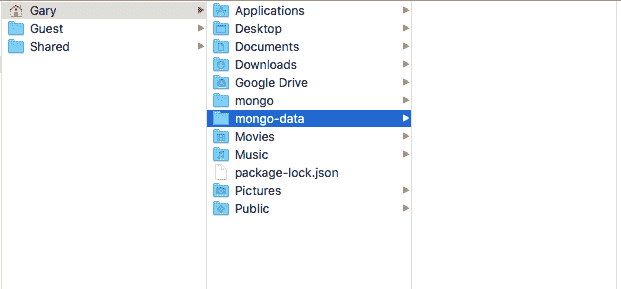 Gary
Guest
Shared
Applications
Desktop
Documents
Downloads
Google Drive
mongo
mongo-data
Movies
Music
package-lock.json
Pictures
Public